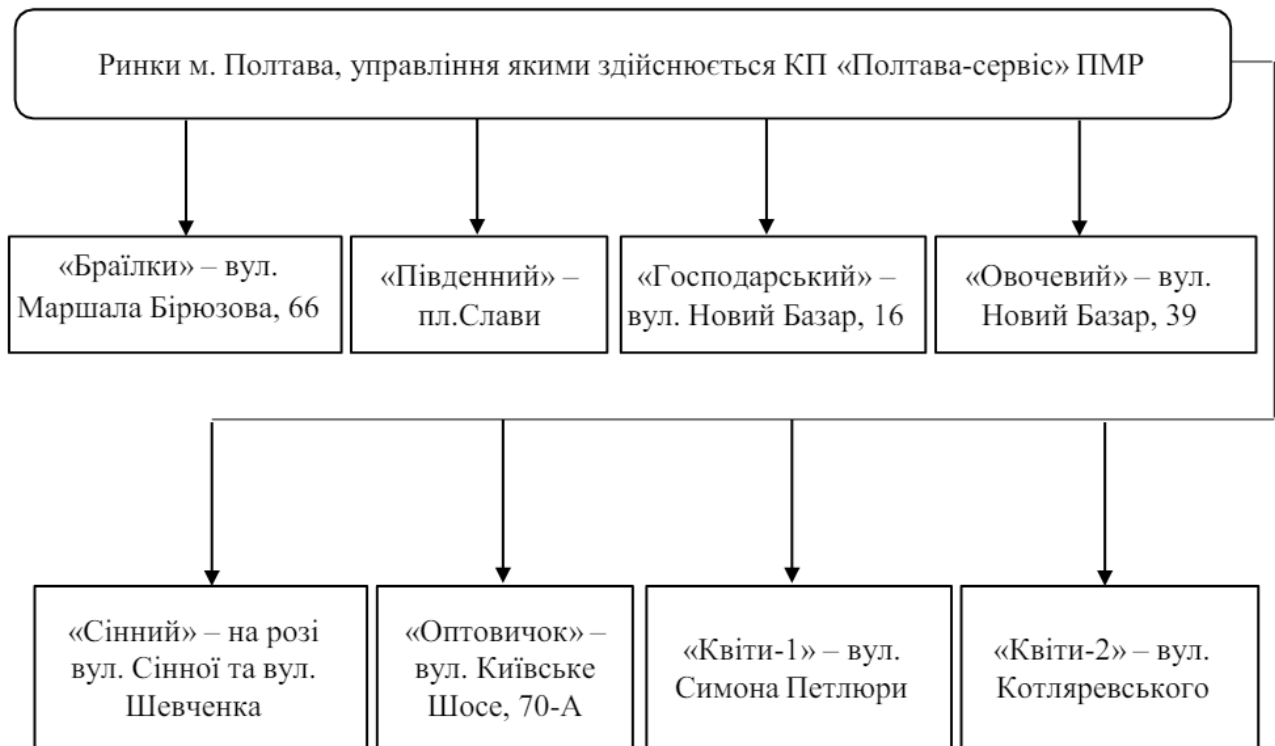 Ринки м. Полтава, управління якими здійснюється КП «Полтава-сервіс» ПМР
«Браїлки» – вул.
Маршала Бірюзова, 66
«Південний» –
пл.Слави
«Господарський» –
вул. Новий Базар, 16
«Овочевий» – вул.
Новий Базар, 39
«Сінний» – на розі
вул. Сінної та вул.
Шевченка
«Оптовичок» –
вул. Київське
Шосе, 70-А
«Квіти-1» – вул.
Симона Петлюри
«Квіти-2» – вул.
Котляревського